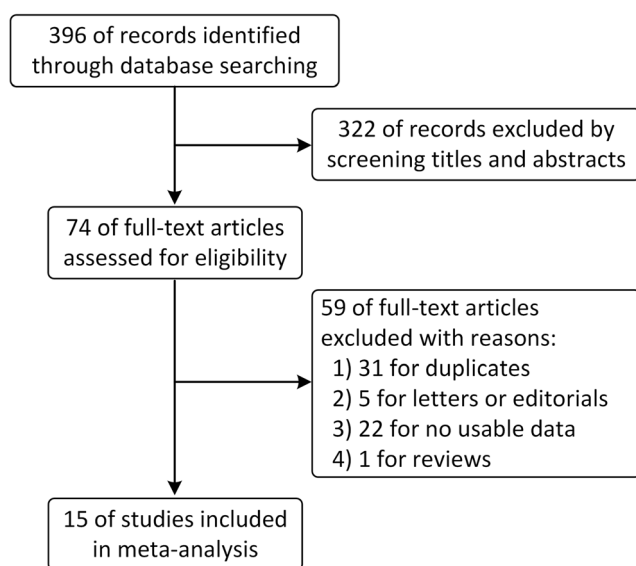 396 of records identified
through database searching
322 of records excluded by
screening titles and abstracts
74 of full-text articles
assessed for eligibility
59 of full-text articles
excluded with reasons:
1) 31 for duplicates
2) 5 for letters or editorials
3) 22 for no usable data
4) 1 for reviews
15 of studies included
in meta-analysis